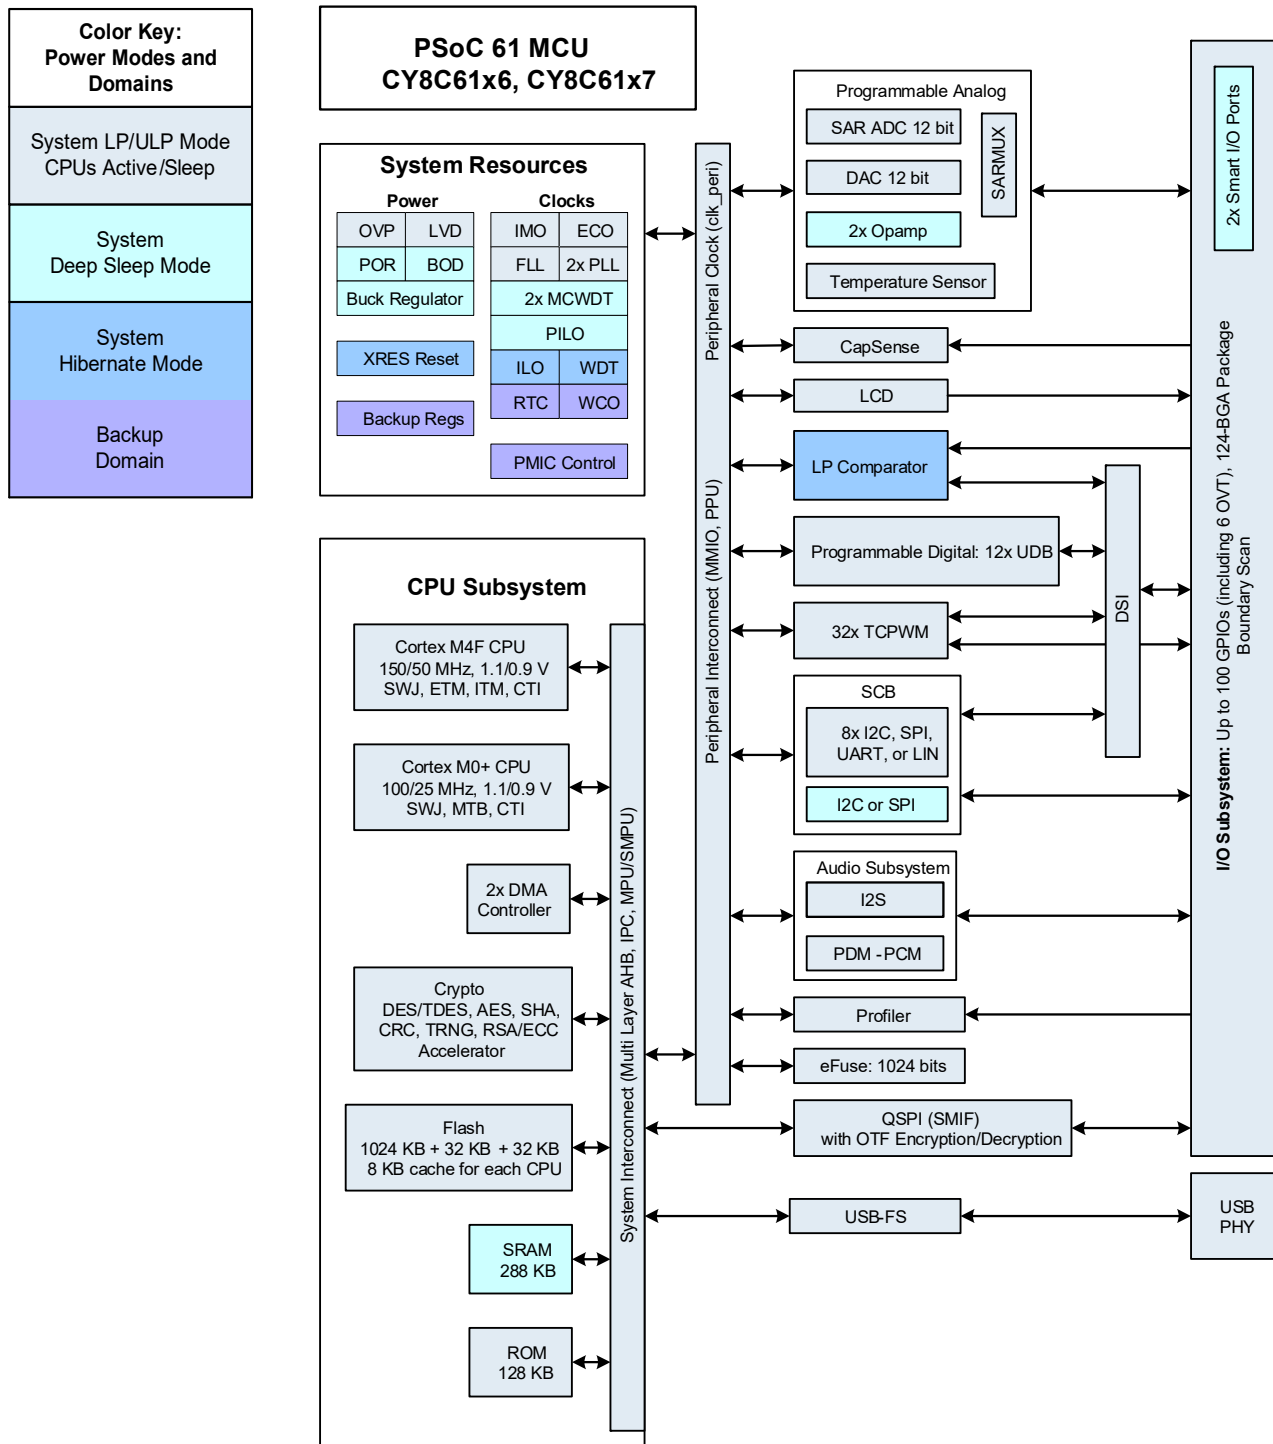 Color Key:
Power Modes and
Domains
System LP/ULP Mode
CPUs Active/Sleep
System
Deep Sleep Mode
System
Hibernate Mode
Backup
Domain
PSoC 61 MCU
CY8C61x6, CY8C61x7
System Resources
Power
Clocks
OVP
LVD
POR
BOD
Buck Regulator
XRES Reset
Backup Regs
IMO
ECO
FLL
2x PLL
2x MCWDT
PILO
ILO
WDT
RTC
WCO
PMIC Control
CPU Subsystem
Cortex M4F CPU
150/50 MHz, 1.1/0.9 V
SWJ, ETM, ITM, CTI
Cortex M0+ CPU
100/25 MHz, 1.1/0.9 V
SWJ, MTB, CTI
2x DMA
Controller
Crypto
DES/TDES, AES, SHA,
CRC, TRNG, RSA/ECC
Accelerator
Flash
1024 KB + 32 KB + 32 KB
8 KB cache for each CPU
SRAM
288 KB
ROM
128 KB
System Interconnect (Multi Layer AHB, IPC, MPU/SMPU)
Peripheral Interconnect (MMIO, PPU)
Peripheral Clock (clk_peri)
Programmable Analog
SAR ADC 12 bit
DAC 12 bit
2x Opamp
Temperature Sensor
SARMUX
CapSense
LCD
LP Comparator
Programmable Digital: 12x UDB
32x TCPWM
DSI
SCB
8x I2C, SPI,
UART, or LIN
I2C or SPI
Audio Subsystem
I2S
PDM -PCM
Profiler
eFuse: 1024 bits
QSPI (SMIF)
with OTF Encryption/Decryption
USB-FS
2x Smart I/O Ports
I/O Subsystem: Up to 100 GPIOs (including 6 OVT), 124-BGA Package
Boundary Scan
USB
PHY